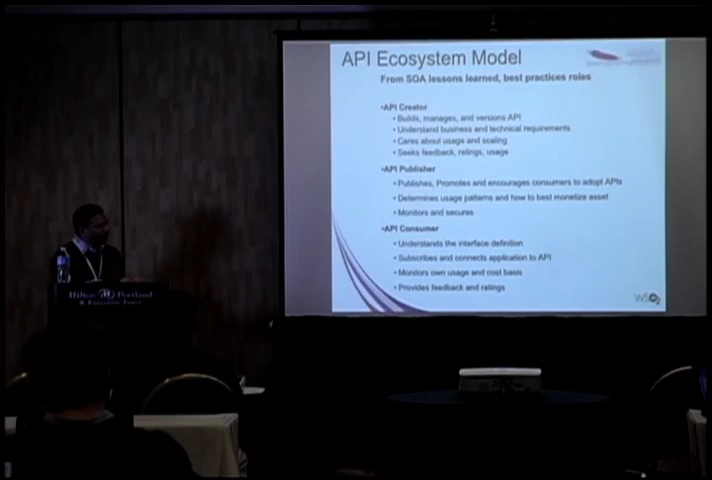 API Ecosystem Model
From SOA lessons learned, best practices roles
•API Creator
• Builds, manages, and versions API
• Understand business and technical requirements
• Cares about usage and scaling
• Seeks feedback, ratings, usage
•API Publisher
• Publishes, Promotes and encourages consumers to adopt APIs
• Determines usage patterns and how to best monetize asset
• Monitors and secures
•API Consumer
• Understands the interface definition
• Subscribes and connects application to API
• Monitors own usage and cost basis
• Provides feedback and ratings
WSO2
Hilton Portland
& Executive Tower